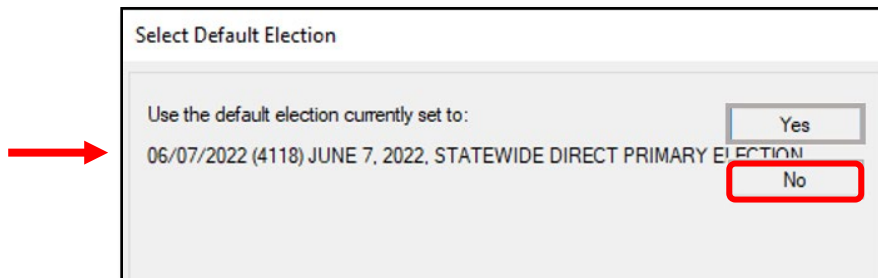 Select Default Election
Use the default election currently set to:
Yes
06/07/2022 (4118) JUNE 7, 2022, STATEWIDE DIRECT PRIMARY ELECTION
No